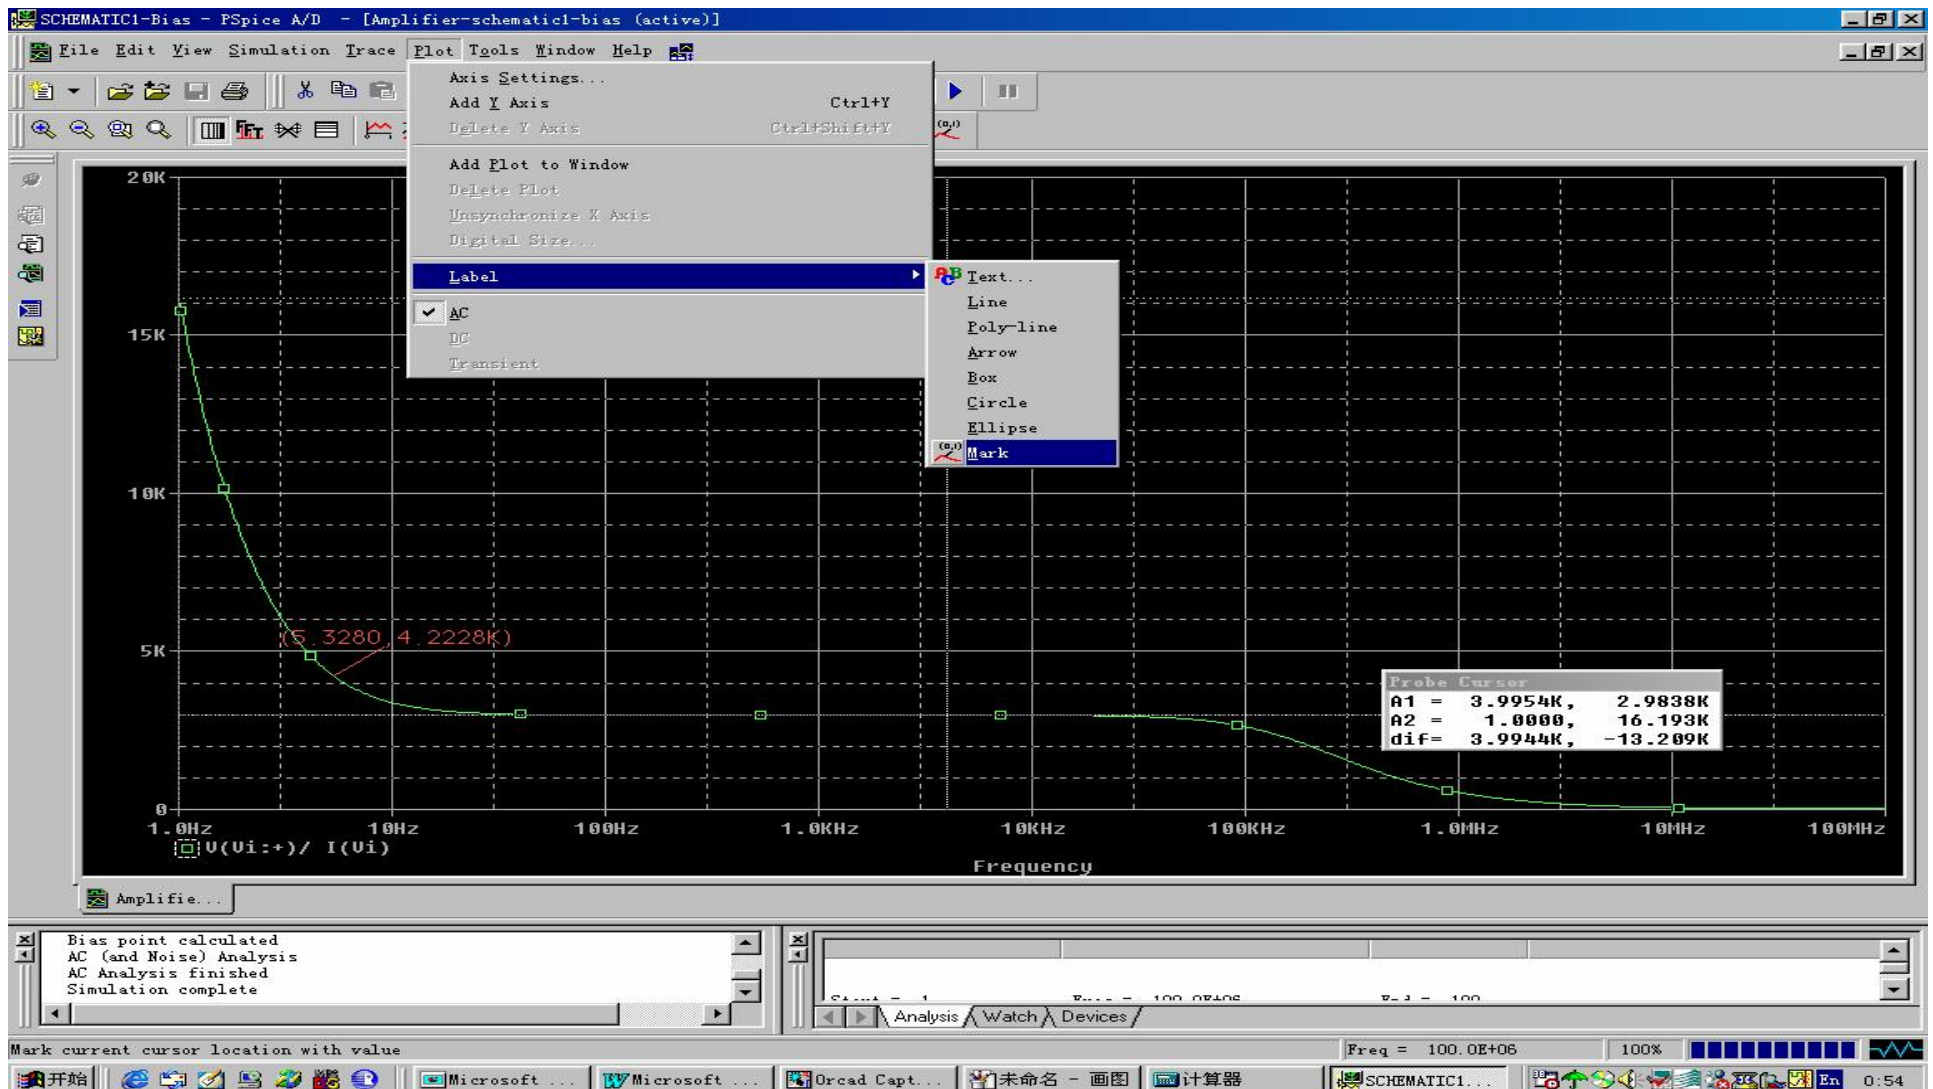 SCHEMATIC1-Bias - PSpice A/D - [Amplifier-schematic1-bias (active)]
File Edit View Simulation Trace Plot Tools Window Help
Axis Settings...
Add Y Axis Ctrl+Y
Delete Y Axis Ctrl+Shift+Y
Add Plot to Window
Delete Plot
Unsynchronize X Axis
Digital Size...
Label
AC
DC
Transient
Text...
Line
Poly-line
Arrow
Box
Circle
Ellipse
(0,1) Mark
FFT
(0,1)
20K
15K
10K
5K
0
(5.3280,4.2228K)
Probe Cursor
A1 = 3.9954K, 2.9838K
A2 = 1.0000, 16.193K
dif= 3.9944K, -13.209K
1.0Hz 10Hz 100Hz 1.0KHz 10KHz 100KHz 1.0MHz 10MHz 100MHz
V(Vi:+)/ I(Vi)
Frequency
Amplifie...
Bias point calculated
AC (and Noise) Analysis
AC Analysis finished
Simulation complete
Analysis Watch Devices
Mark current cursor location with value
Freq = 100.0E+06 100%
开始 Microsoft ... Microsoft ... Orcad Capt... 未命名 - 画图 计算器 SCHEMATIC1... En 0:54